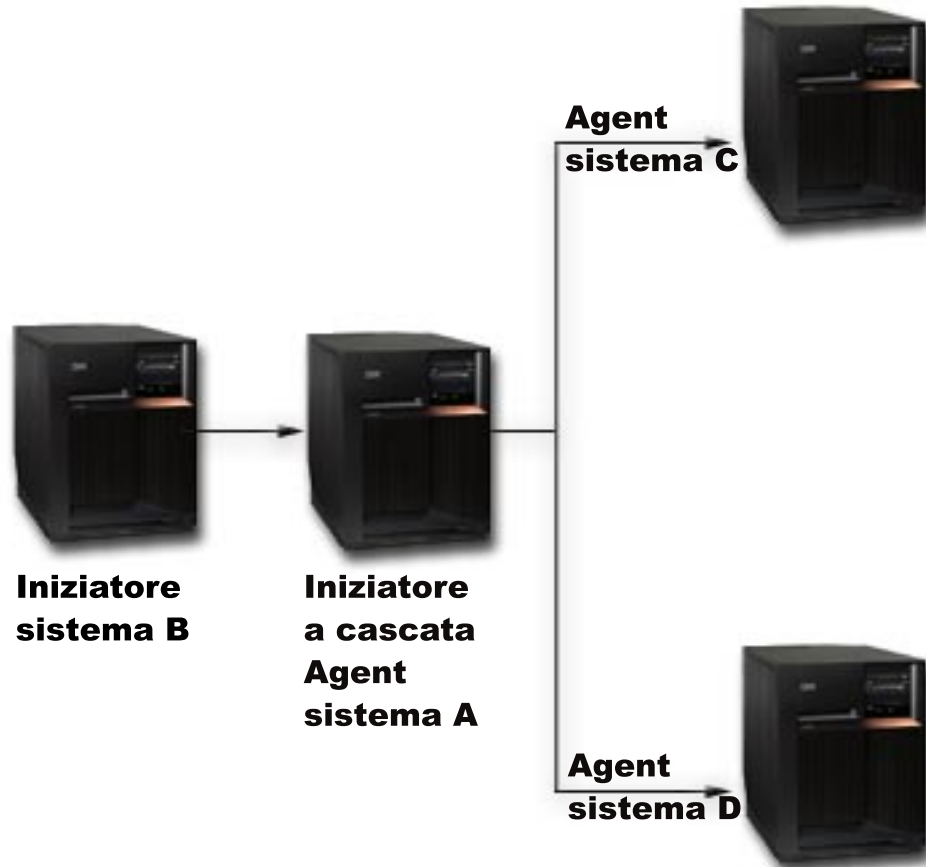 Agent
sistema C
Iniziatore
sistema B
Iniziatore
a cascata
Agent
sistema A
Agent
sistema D